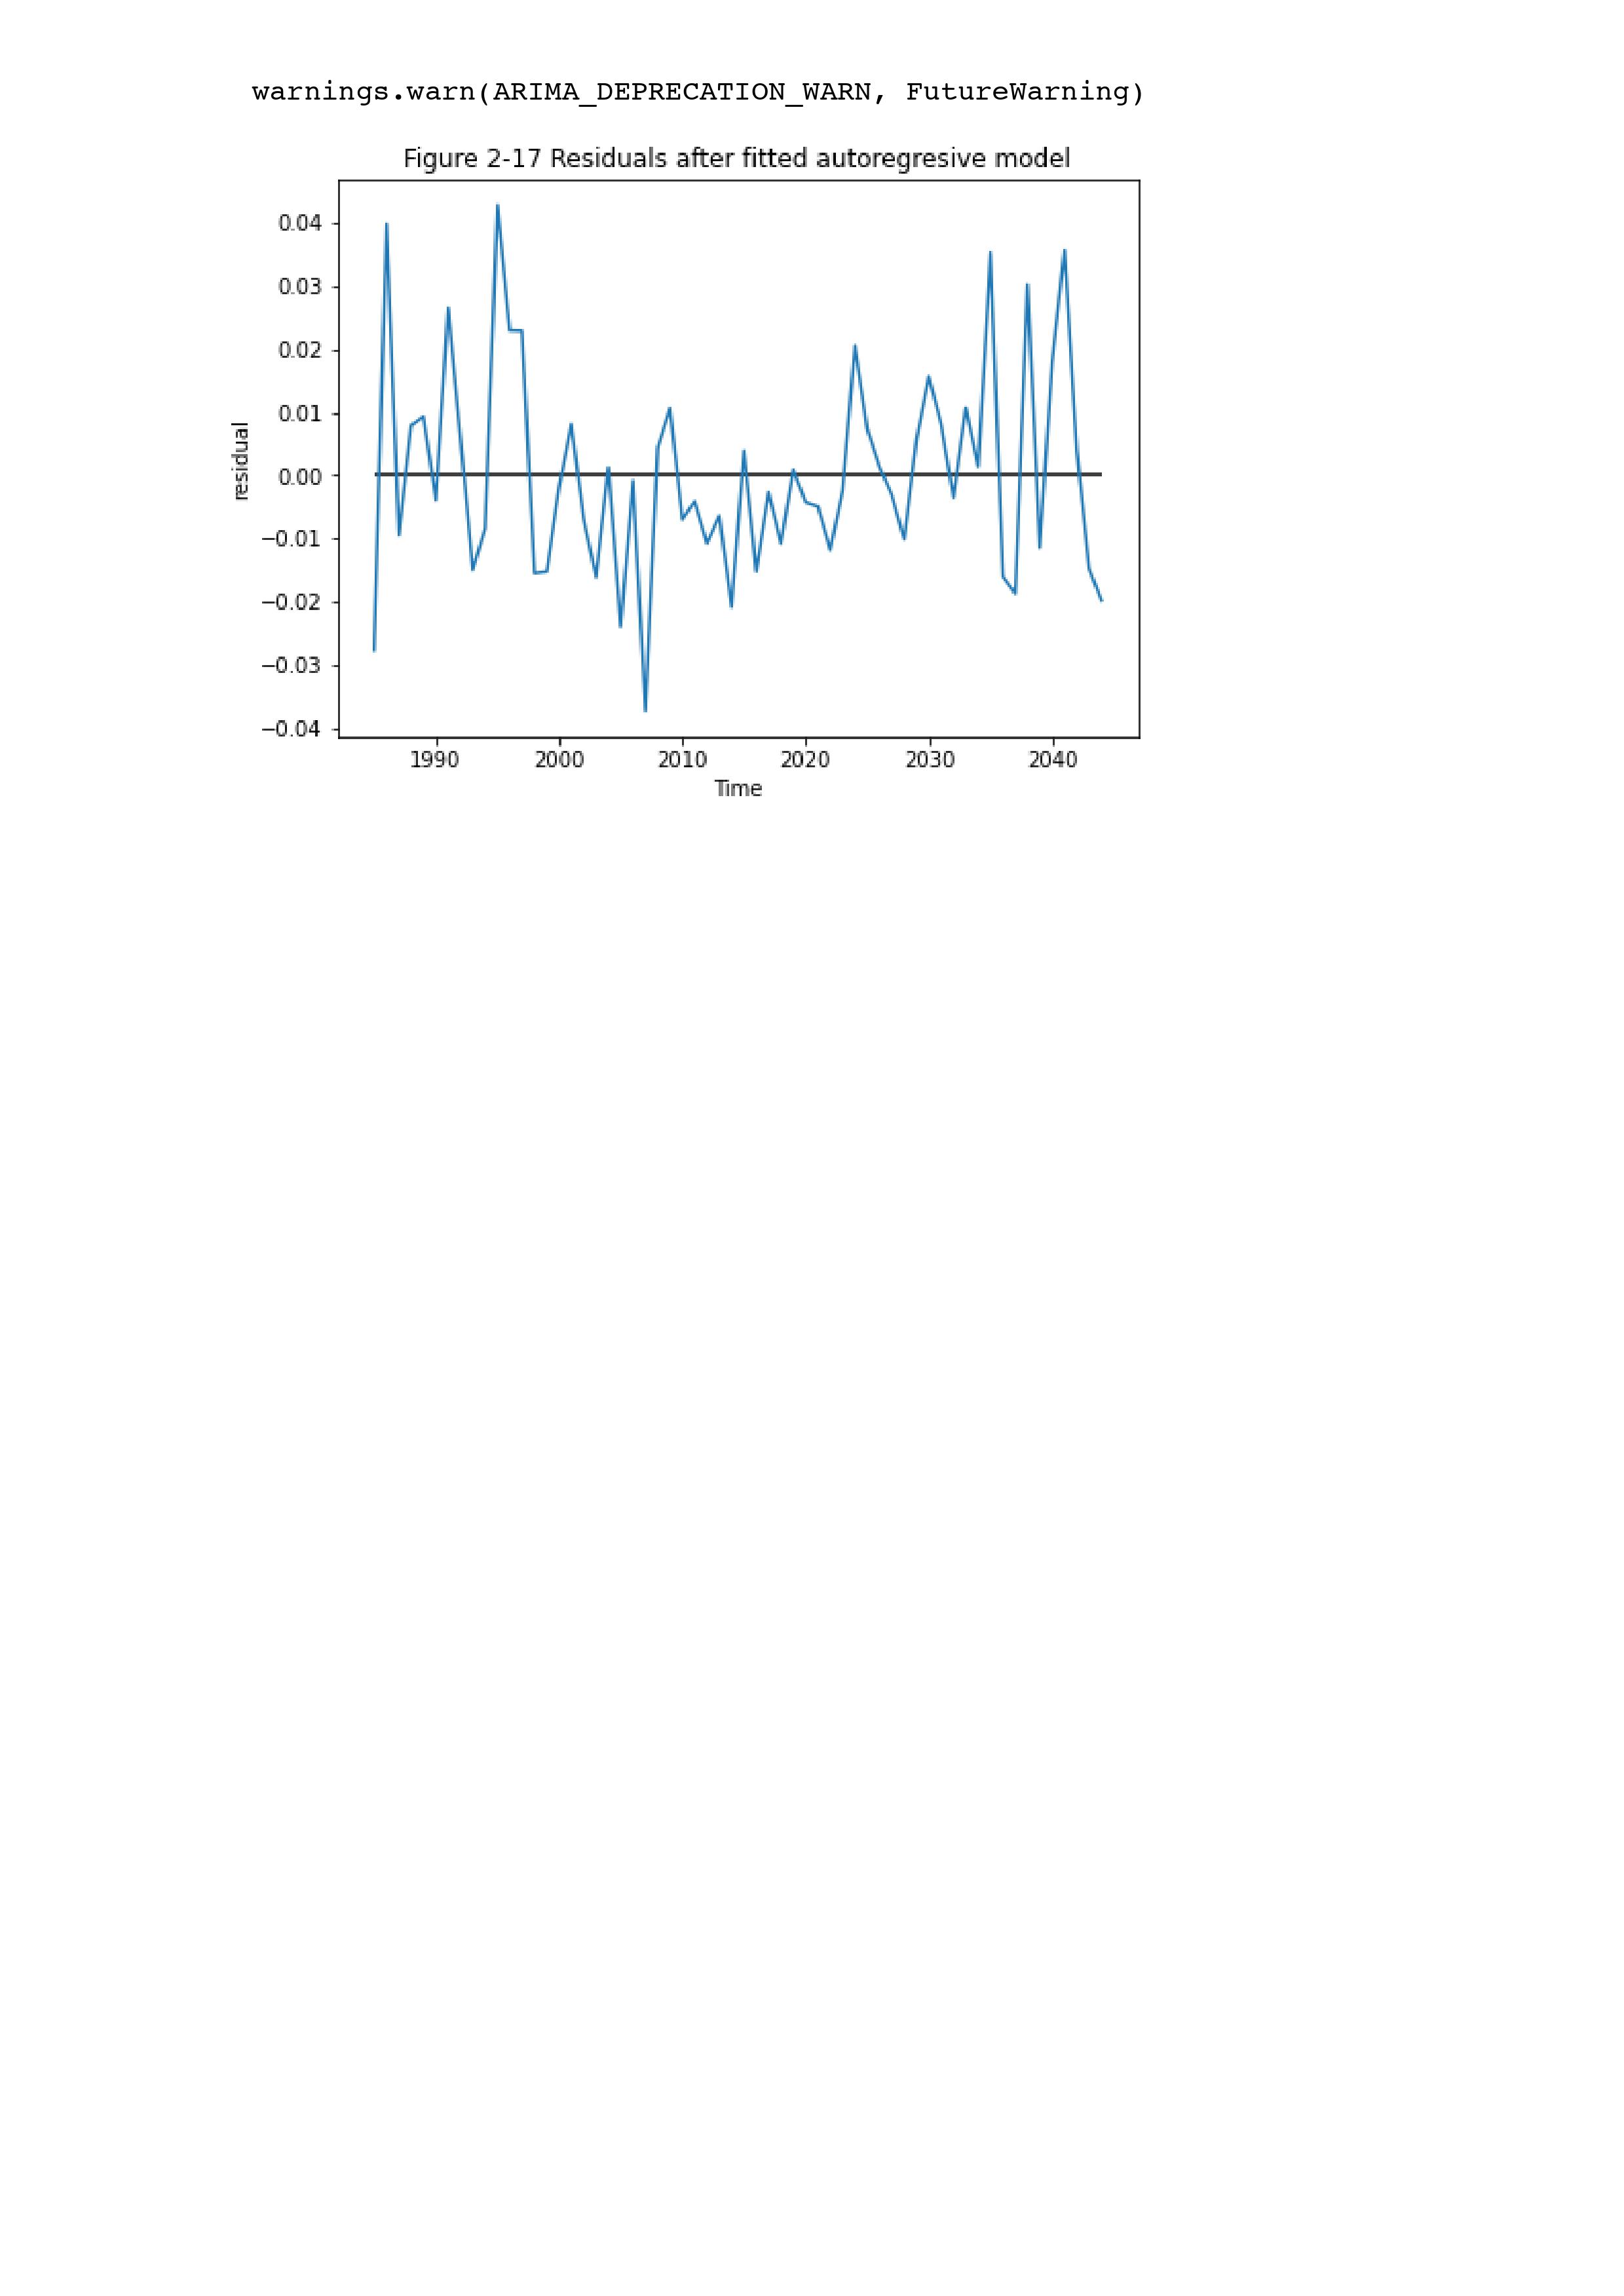 warnings.warn(ARIMA_DEPRECATION_WARN, FutureWarning)
Figure 2-17 Residuals after fitted autoregresive model
0.04
0.03
0.02
0.01
0.00
−0.01
−0.02
−0.03
−0.04
residual
1990 2000 2010 2020 2030 2040
Time